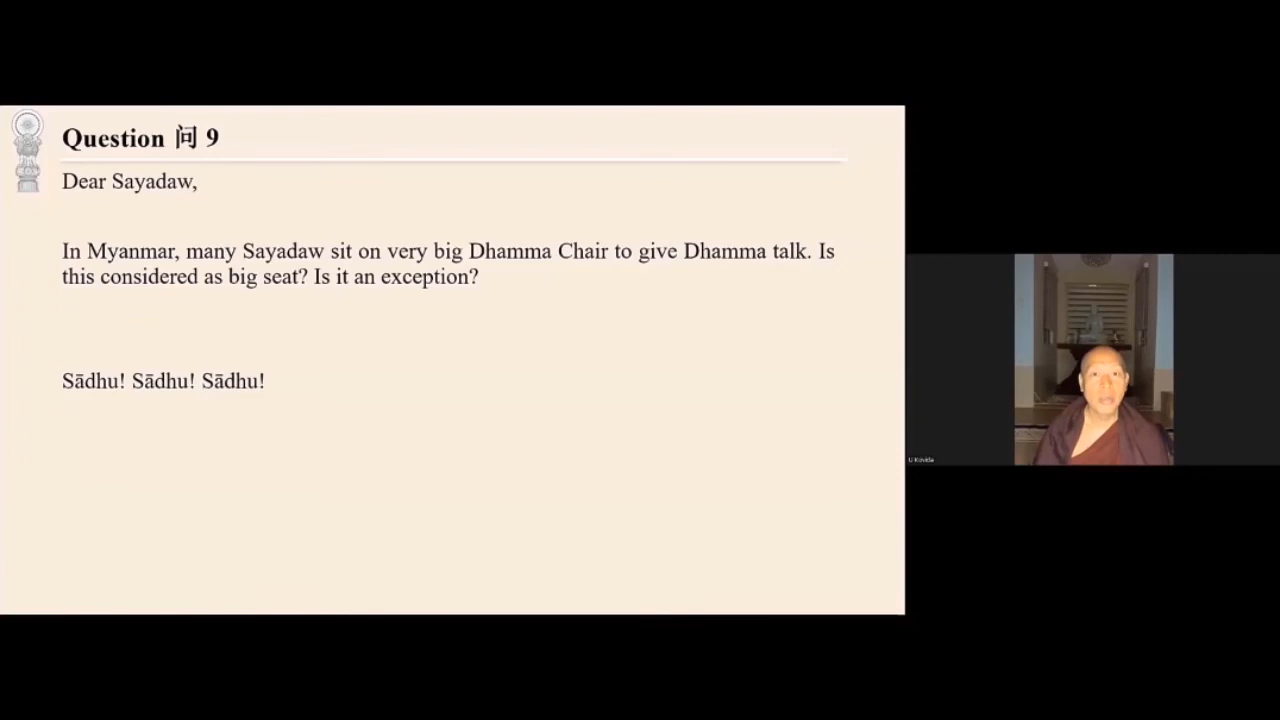 Question 问 9
Dear Sayadaw,
In Myanmar, many Sayadaw sit on very big Dhamma Chair to give Dhamma talk. Is
this considered as big seat? Is it an exception?
Sādhu! Sādhu! Sādhu!
U Kovida